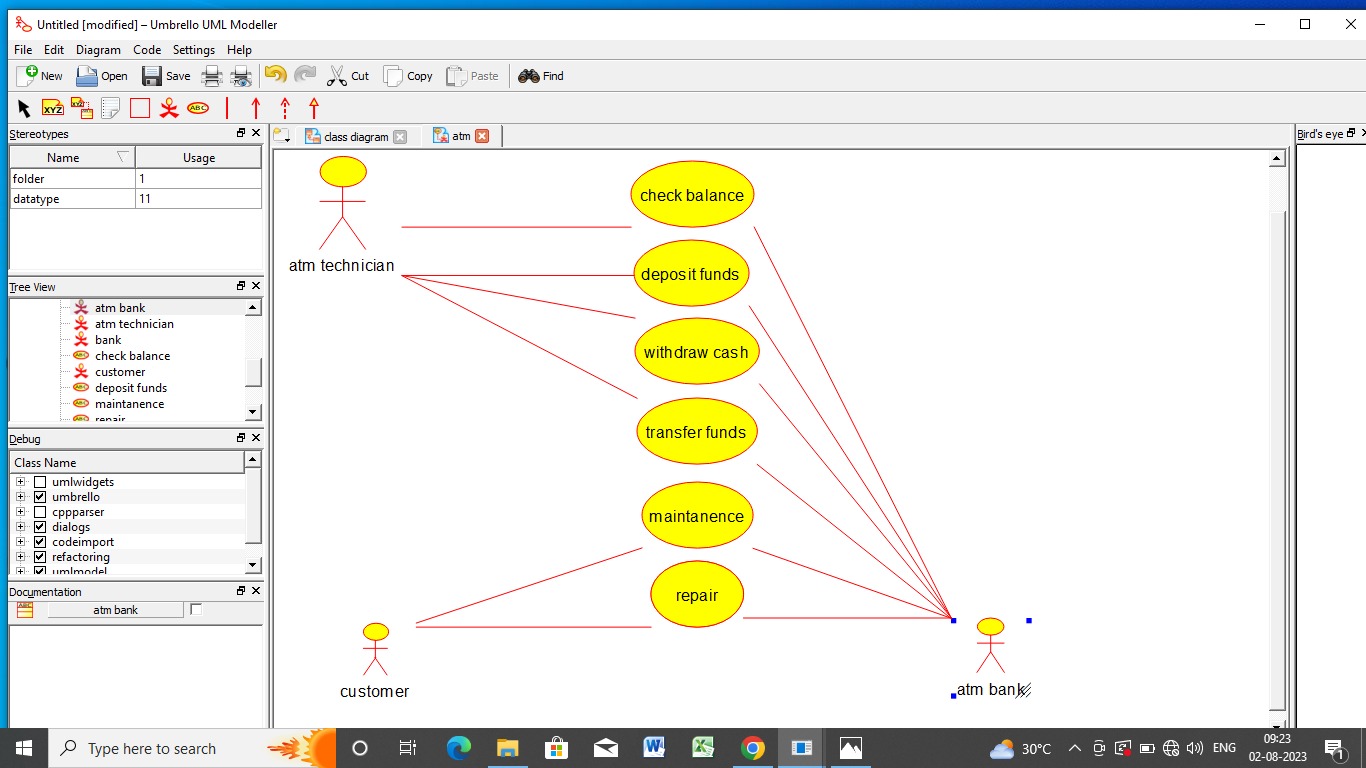 Untitled [modified] – Umbrello UML Modeller
File Edit Diagram Code Settings Help
New Open Save Cut Copy Paste Find
XYZ XYZ ABC
Stereotypes
Name Usage
folder 1
datatype 11
Tree View
atm bank
atm technician
bank
check balance
customer
deposit funds
maintanence
repair
Debug
Class Name
umlwidgets
umbrello
cppparser
dialogs
codeimport
refactoring
umlmodel
Documentation
atm bank
class diagram atm
Bird's eye
check balance
atm technician
deposit funds
withdraw cash
transfer funds
maintanence
repair
customer
atm bank
Type here to search
30°C ENG
09:23
02-08-2023
1